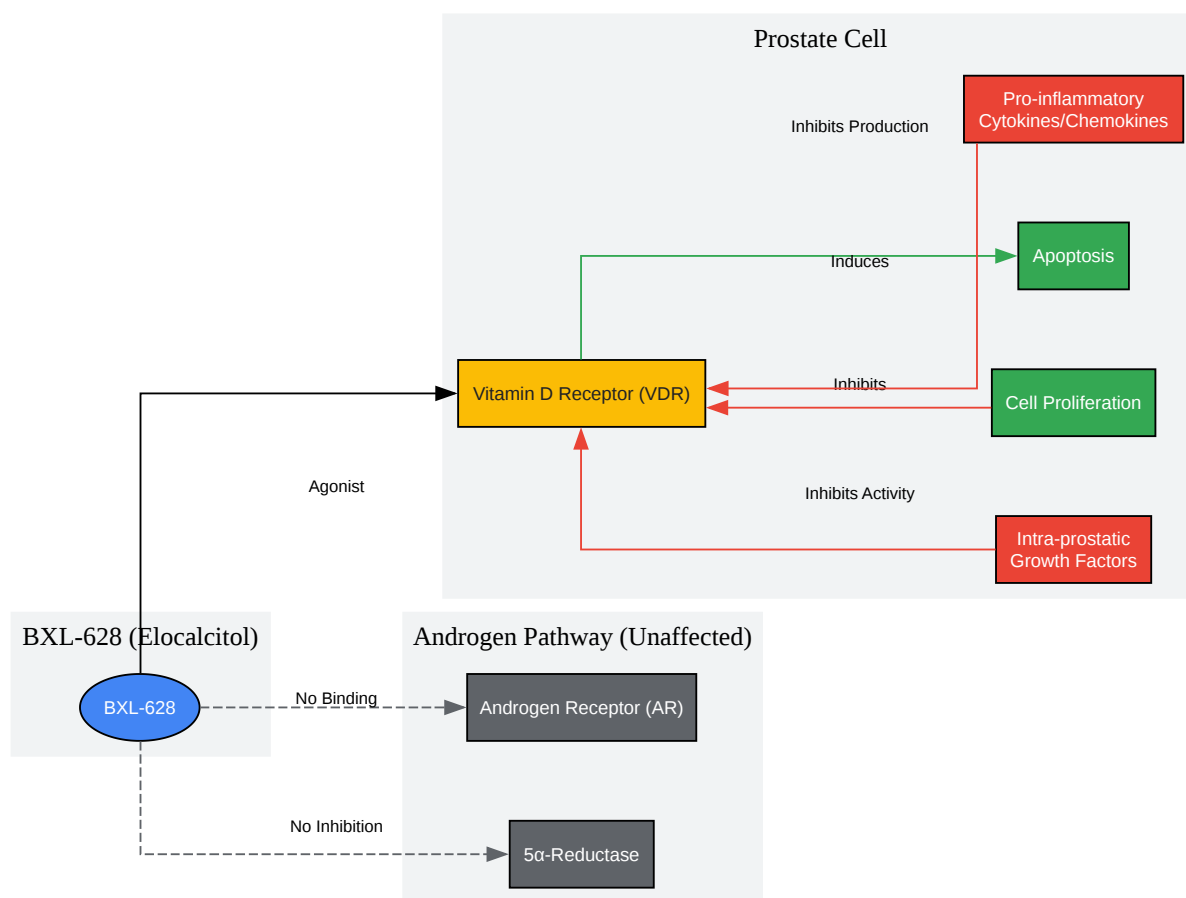 Prostate Cell
Pro-inflammatory
Cytokines/Chemokines
Inhibits Production
Apoptosis
Induces
Vitamin D Receptor (VDR)
Inhibits
Cell Proliferation
Agonist
Inhibits Activity
Intra-prostatic
Growth Factors
BXL-628 (Elocalcitol)
Androgen Pathway (Unaffected)
BXL-628
No Binding
Androgen Receptor (AR)
No Inhibition
5α-Reductase